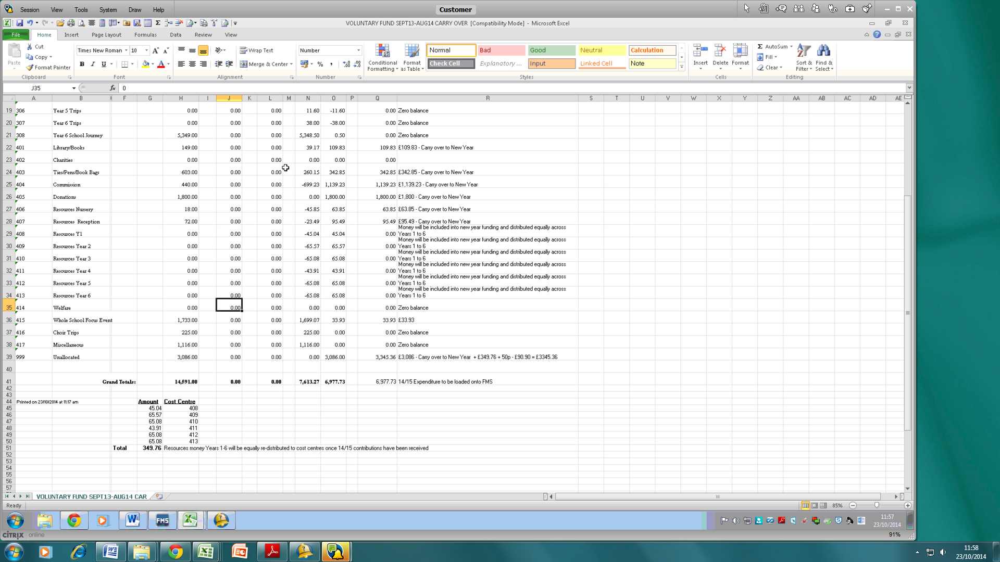 Session View Tools System Draw Help Customer
VOLUNTARY FUND SEPT13-AUG14 CARRY OVER [Compatibility Mode] - Microsoft Excel
File Home Insert Page Layout Formulas Data Review View
Paste Cut Copy Format Painter Clipboard
Times New Roman 10 B I U A A A Font
Wrap Text Merge & Center Alignment
Number % , Number
Conditional Formatting Format as Table
Normal Bad Good Neutral Calculation
Check Cell Explanatory ... Input Linked Cell Note
Styles
Insert Delete Format Cells
Σ AutoSum Fill Clear Sort & Filter Find & Select Editing
J35 fx 0
A B F G H I J K L M N O P Q R S T U V W X Y Z AA AB AC AD AE
19 306 Year 5 Trips 0.00 0.00 0.00 11.60 -11.60 0.00 Zero balance
20 307 Year 6 Trips 0.00 0.00 0.00 38.00 -38.00 0.00 Zero balance
21 308 Year 6 School Journey 5,349.00 0.00 0.00 5,348.50 0.50 0.00 Zero balance
22 401 Library/Books 149.00 0.00 0.00 39.17 109.83 109.83 £109.83 - Carry over to New Year
23 402 Charities 0.00 0.00 0.00 0.00 0.00 0.00
24 403 Ties/Pens/Book Bags 603.00 0.00 0.00 260.15 342.85 342.85 £342.85 - Carry over to New Year
25 404 Commission 440.00 0.00 0.00 -699.23 1,139.23 1,139.23 £1,139.23 - Carry over to New Year
26 405 Donations 1,800.00 0.00 0.00 0.00 1,800.00 1,800.00 £1,800 - Carry over to New Year
27 406 Resources Nursery 18.00 0.00 0.00 -45.85 63.85 63.85 £63.85 - Carry over to New Year
28 407 Resources Reception 72.00 0.00 0.00 -23.49 95.49 95.49 £95.49 - Carry over to New Year
Money will be included into new year funding and distributed equally across
29 408 Resources Y1 0.00 0.00 0.00 -45.04 45.04 0.00 Years 1 to 6
Money will be included into new year funding and distributed equally across
30 409 Resources Year 2 0.00 0.00 0.00 -65.57 65.57 0.00 Years 1 to 6
Money will be included into new year funding and distributed equally across
31 410 Resources Year 3 0.00 0.00 0.00 -65.08 65.08 0.00 Years 1 to 6
Money will be included into new year funding and distributed equally across
32 411 Resources Year 4 0.00 0.00 0.00 -43.91 43.91 0.00 Years 1 to 6
Money will be included into new year funding and distributed equally across
33 412 Resources Year 5 0.00 0.00 0.00 -65.08 65.08 0.00 Years 1 to 6
Money will be included into new year funding and distributed equally across
34 413 Resources Year 6 0.00 0.00 0.00 -65.08 65.08 0.00 Years 1 to 6
35 414 Welfare 0.00 0.00 0.00 0.00 0.00 0.00 Zero balance
36 415 Whole School Focus Event 1,733.00 0.00 0.00 1,699.07 33.93 33.93 £33.93
37 416 Choir Trips 225.00 0.00 0.00 225.00 0.00 0.00 Zero balance
38 417 Miscellaneous 1,116.00 0.00 0.00 1,116.00 0.00 0.00 Zero balance
39 999 Unallocated 3,086.00 0.00 0.00 0.00 3,086.00 3,345.36 £3,086 - Carry over to New Year + £349.76 + 50p - £90.90 = £3345.36
40
41 Grand Totals: 14,591.00 0.00 0.00 7,613.27 6,977.73 6,977.73 14/15 Expenditure to be loaded onto FMS
42
43
44 Printed on 23/10/2014 at 11:17 am Amount Cost Centre
45 45.04 408
46 65.57 409
47 65.08 410
48 43.91 411
49 65.08 412
50 65.08 413
51 Total 349.76 Resources money Years 1-6 will be equally re-distributed to cost centres once 14/15 contributions have been received
52
53
54
55
56
57
VOLUNTARY FUND SEPT13-AUG14 CAR
Ready 85%
FMS 11:57
23/10/2014
CITRIX online 91%
11:58
23/10/2014